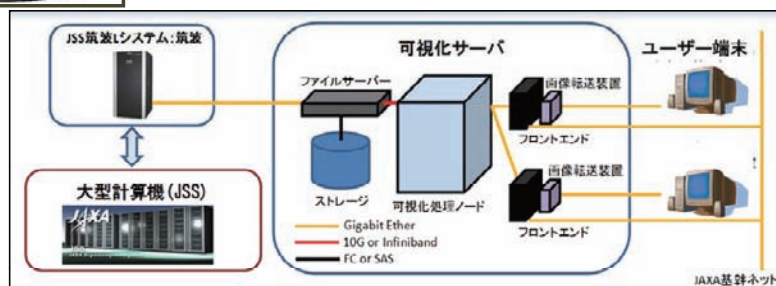 JSS筑波Lシステム:筑波
大型計算機(JSS)
JAXA
可視化サーバ
ファイルサーバー
ストレージ
可視化処理ノード
画像転送装置
フロントエンド
画像転送装置
フロントエンド
Gigabit Ether
10G or Infiniband
FC or SAS
ユーザー端末
JAXA基幹ネット